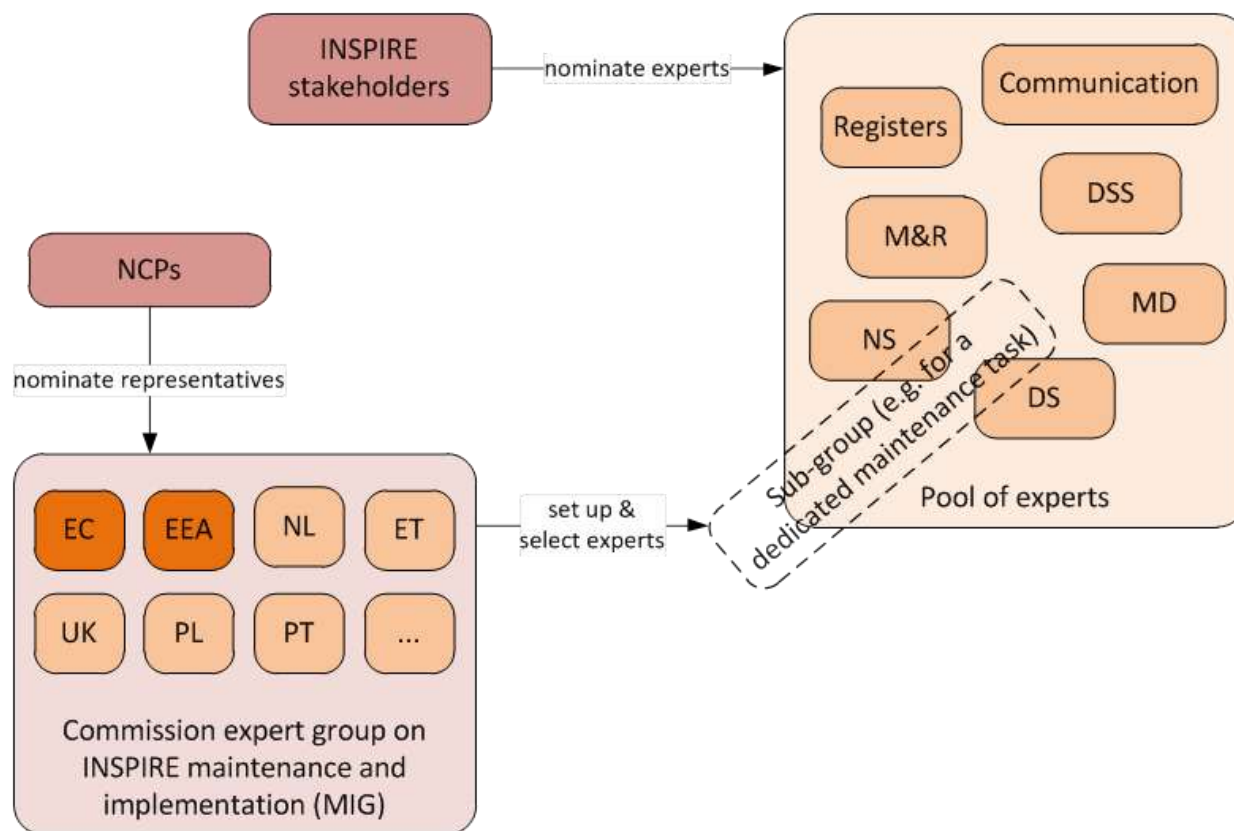 INSPIRE
stakeholders
nominate experts
Communication
Registers
DSS
M&R
MD
NS
DS
Pool of experts
NCPs
nominate representatives
EC
EEA
NL
ET
UK
PL
PT
...
Commission expert group on
INSPIRE maintenance and
implementation (MIG)
set up &
select experts
Sub-group (e.g. for a
dedicated maintenance task)